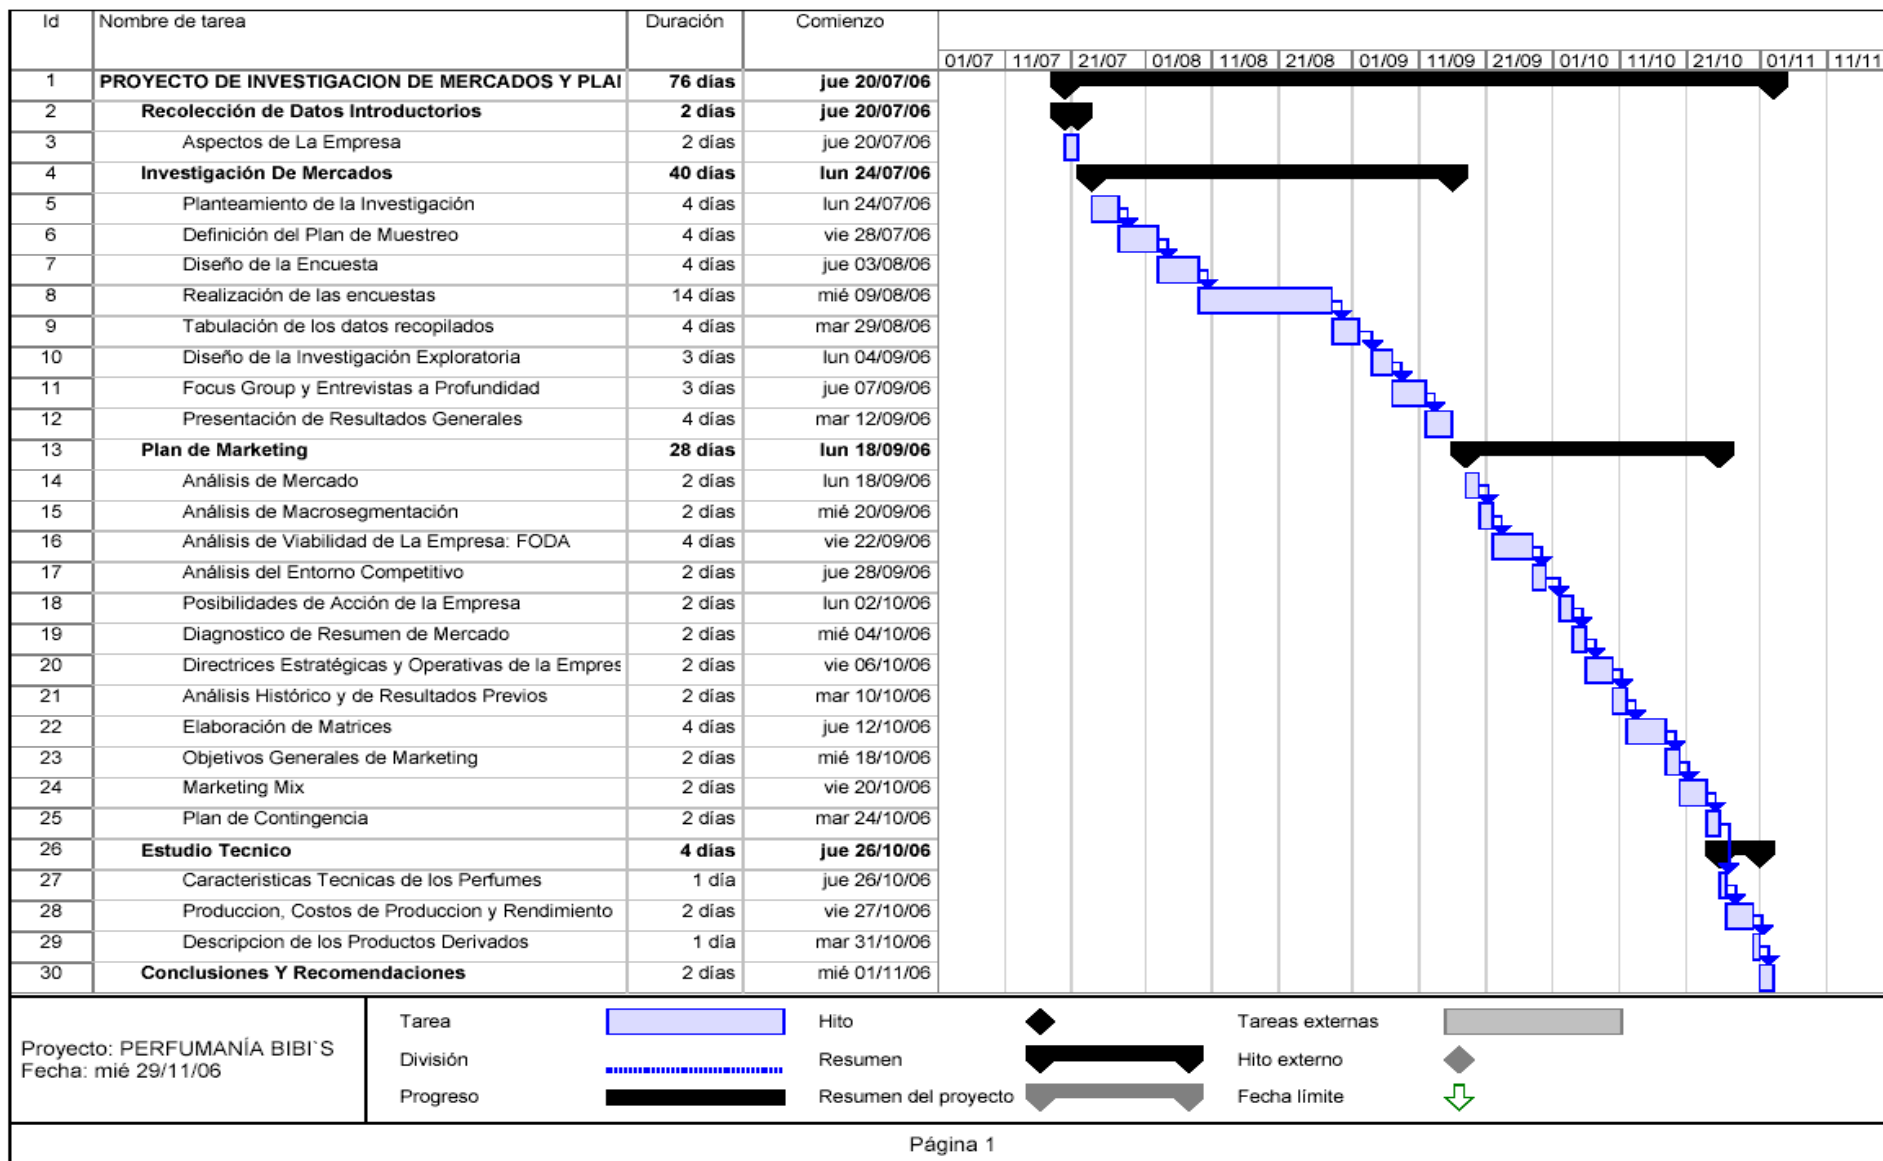 Id Nombre de tarea Duración Comienzo
01/07 11/07 21/07 01/08 11/08 21/08 01/09 11/09 21/09 01/10 11/10 21/10 01/11 11/11
1 PROYECTO DE INVESTIGACION DE MERCADOS Y PLAI 76 días jue 20/07/06
2 Recolección de Datos Introductorios 2 días jue 20/07/06
3 Aspectos de La Empresa 2 días jue 20/07/06
4 Investigación De Mercados 40 días lun 24/07/06
5 Planteamiento de la Investigación 4 días lun 24/07/06
6 Definición del Plan de Muestreo 4 días vie 28/07/06
7 Diseño de la Encuesta 4 días jue 03/08/06
8 Realización de las encuestas 14 días mié 09/08/06
9 Tabulación de los datos recopilados 4 días mar 29/08/06
10 Diseño de la Investigación Exploratoria 3 días lun 04/09/06
11 Focus Group y Entrevistas a Profundidad 3 días jue 07/09/06
12 Presentación de Resultados Generales 4 días mar 12/09/06
13 Plan de Marketing 28 días lun 18/09/06
14 Análisis de Mercado 2 días lun 18/09/06
15 Análisis de Macrosegmentación 2 días mié 20/09/06
16 Análisis de Viabilidad de La Empresa: FODA 4 días vie 22/09/06
17 Análisis del Entorno Competitivo 2 días jue 28/09/06
18 Posibilidades de Acción de la Empresa 2 días lun 02/10/06
19 Diagnostico de Resumen de Mercado 2 días mié 04/10/06
20 Directrices Estratégicas y Operativas de la Empres 2 días vie 06/10/06
21 Análisis Histórico y de Resultados Previos 2 días mar 10/10/06
22 Elaboración de Matrices 4 días jue 12/10/06
23 Objetivos Generales de Marketing 2 días mié 18/10/06
24 Marketing Mix 2 días vie 20/10/06
25 Plan de Contingencia 2 días mar 24/10/06
26 Estudio Tecnico 4 días jue 26/10/06
27 Caracteristicas Tecnicas de los Perfumes 1 día jue 26/10/06
28 Produccion, Costos de Produccion y Rendimiento 2 días vie 27/10/06
29 Descripcion de los Productos Derivados 1 día mar 31/10/06
30 Conclusiones Y Recomendaciones 2 días mié 01/11/06
Proyecto: PERFUMANÍA BIBI`S
Fecha: mié 29/11/06
Tarea Hito Tareas externas
División Resumen Hito externo
Progreso Resumen del proyecto Fecha límite
Página 1